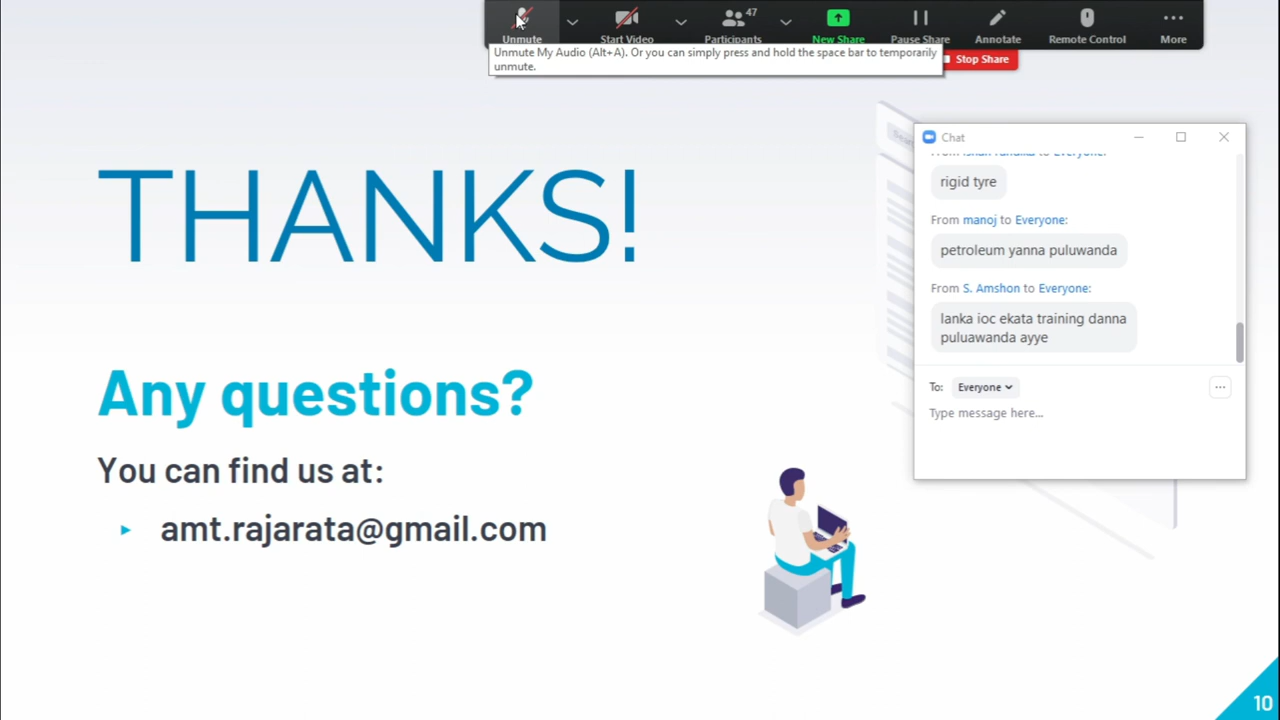 47
Unmute
Start Video
Participants
New Share
Pause Share
Annotate
Remote Control
More
Unmute My Audio (Alt+A). Or you can simply press and hold the space bar to temporarily
unmute.
Stop Share
Chat
to Everyone:
rigid tyre
From manoj to Everyone:
petroleum yanna puluwanda
From S. Amshon to Everyone:
lanka ioc ekata training danna
puluawanda ayye
To: Everyone
Type message here...
THANKS!
Any questions?
You can find us at:
amt.rajarata@gmail.com
10